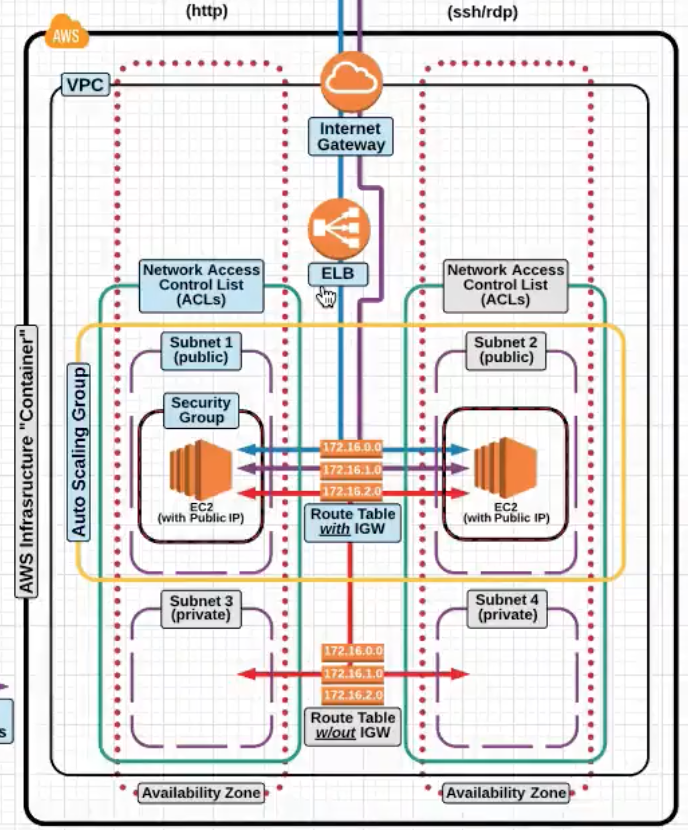 (http)
(ssh/rdp)
AWS
VPC
Internet
Gateway
ELB
Network Access
Control List
(ACLs)
Network Access
Control List
(ACLs)
AWS Infrasructure "Container"
Auto Scaling Group
Subnet 1
(public)
Subnet 2
(public)
Security
Group
172.16.0.0
172.16.1.0
172.16.2.0
EC2
(with Public IP)
EC2
(with Public IP)
Route Table
with IGW
Subnet 3
(private)
Subnet 4
(private)
172.16.0.0
172.16.1.0
172.16.2.0
Route Table
w/out IGW
s
Availability Zone
Availability Zone